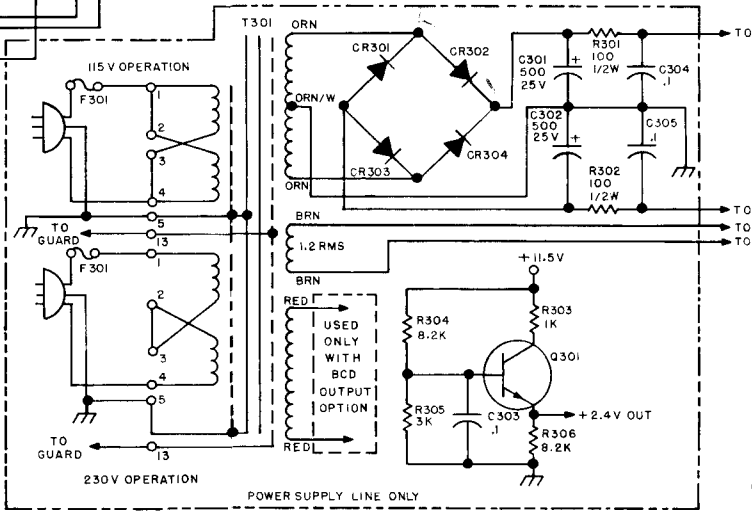 T301
ORN
CR301
CR302
C301
500
25V
+
R301
100
1/2W
C304
.1
TO
115V OPERATION
F301
1
2
3
4
5
13
TO
GUARD
ORN/W
C302
500
25V
+
C305
.1
CR303
CR304
R302
100
1/2W
ORN
TO
BRN
TO
1.2 RMS
TO
BRN
F301
1
2
3
4
5
13
TO
GUARD
230V OPERATION
RED
USED
ONLY
WITH
BCD
OUTPUT
OPTION
RED
+11.5V
R304
8.2K
R303
1K
Q301
R305
3K
C303
.1
+2.4V OUT
R306
8.2K
POWER SUPPLY LINE ONLY